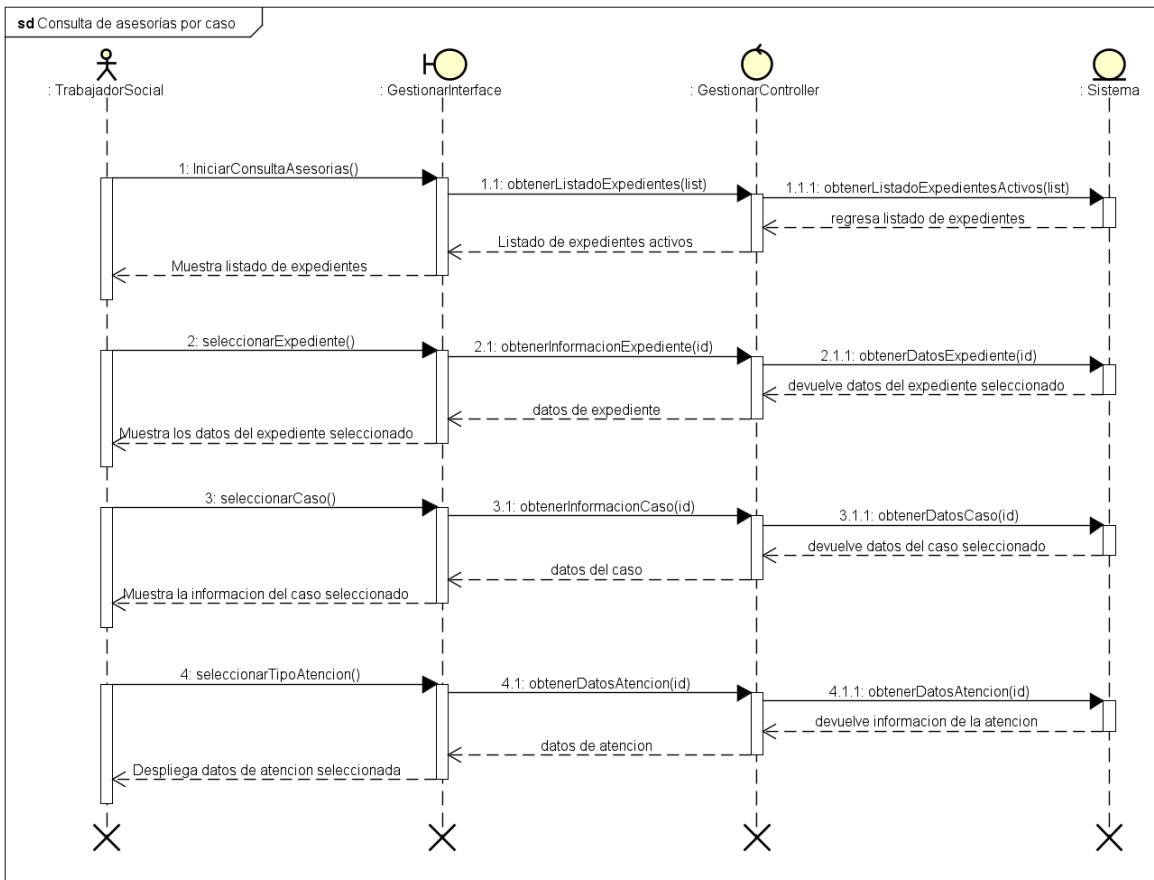 sd Consulta de asesorías por caso
: TrabajadorSocial
: GestionarInterface
: GestionarController
: Sistema
1: IniciarConsultaAsesorias()
1.1: obtenerListadoExpedientes(list)
1.1.1: obtenerListadoExpedientesActivos(list)
regresa listado de expedientes
Listado de expedientes activos
Muestra listado de expedientes
2: seleccionarExpediente()
2.1: obtenerInformacionExpediente(id)
2.1.1: obtenerDatosExpediente(id)
devuelve datos del expediente seleccionado
datos de expediente
Muestra los datos del expediente seleccionado
3: seleccionarCaso()
3.1: obtenerInformacionCaso(id)
3.1.1: obtenerDatosCaso(id)
devuelve datos del caso seleccionado
datos del caso
Muestra la informacion del caso seleccionado
4: seleccionarTipoAtencion()
4.1: obtenerDatosAtencion(id)
4.1.1: obtenerDatosAtencion(id)
devuelve informacion de la atencion
datos de atencion
Despliega datos de atencion seleccionada